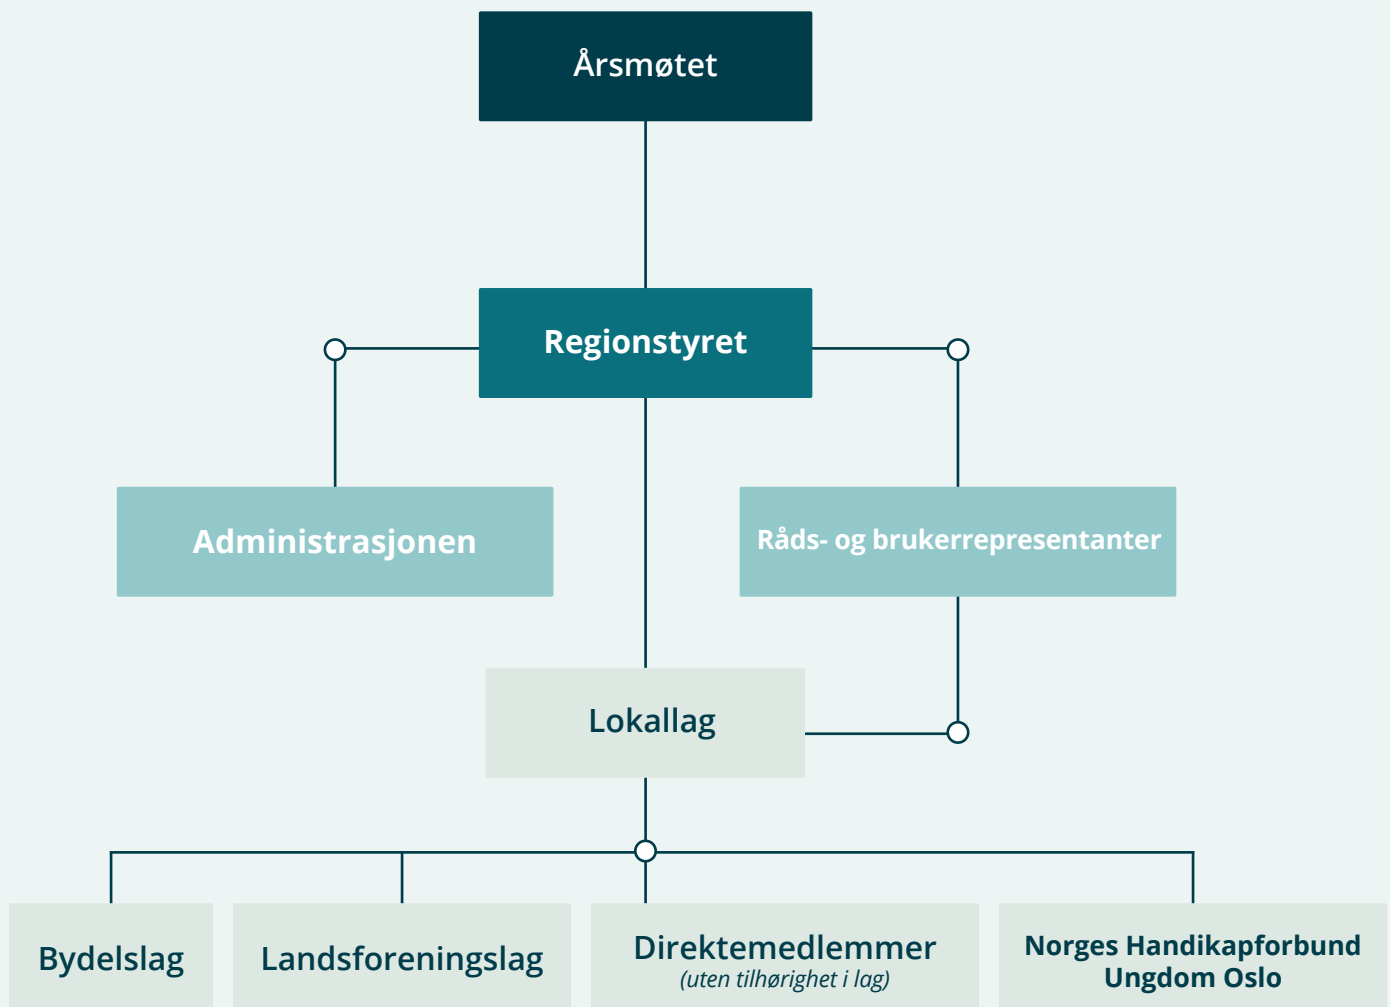 Årsmøtet
Regionstyret
Administrasjonen
Råds- og brukerrepresentanter
Lokallag
Bydelslag
Landsforeningslag
Direktemedlemmer
(uten tilhørighet i lag)
Norges Handikapforbund
Ungdom Oslo